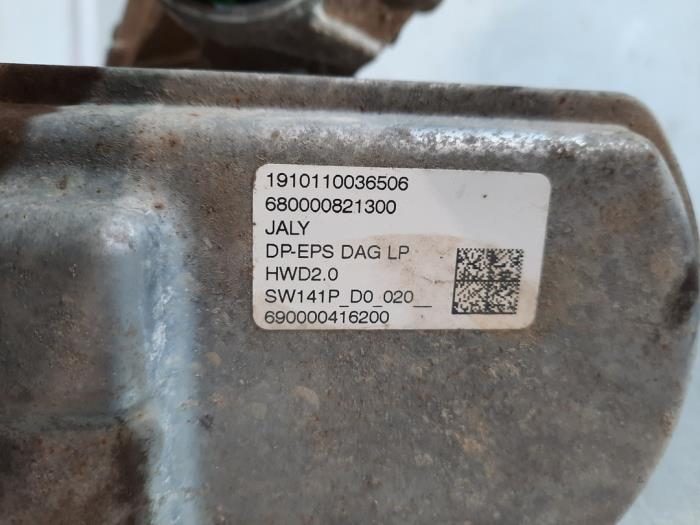 1910110036506
680000821300
JALY
DP-EPS DAG LP
HWD2.0
SW141P_D0_020__
690000416200